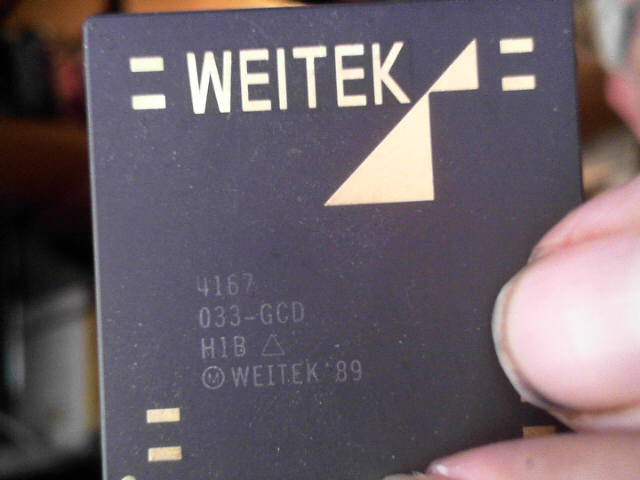 WEITEK
4167
033-GCD
H1B △
Ⓜ WEITEK '89